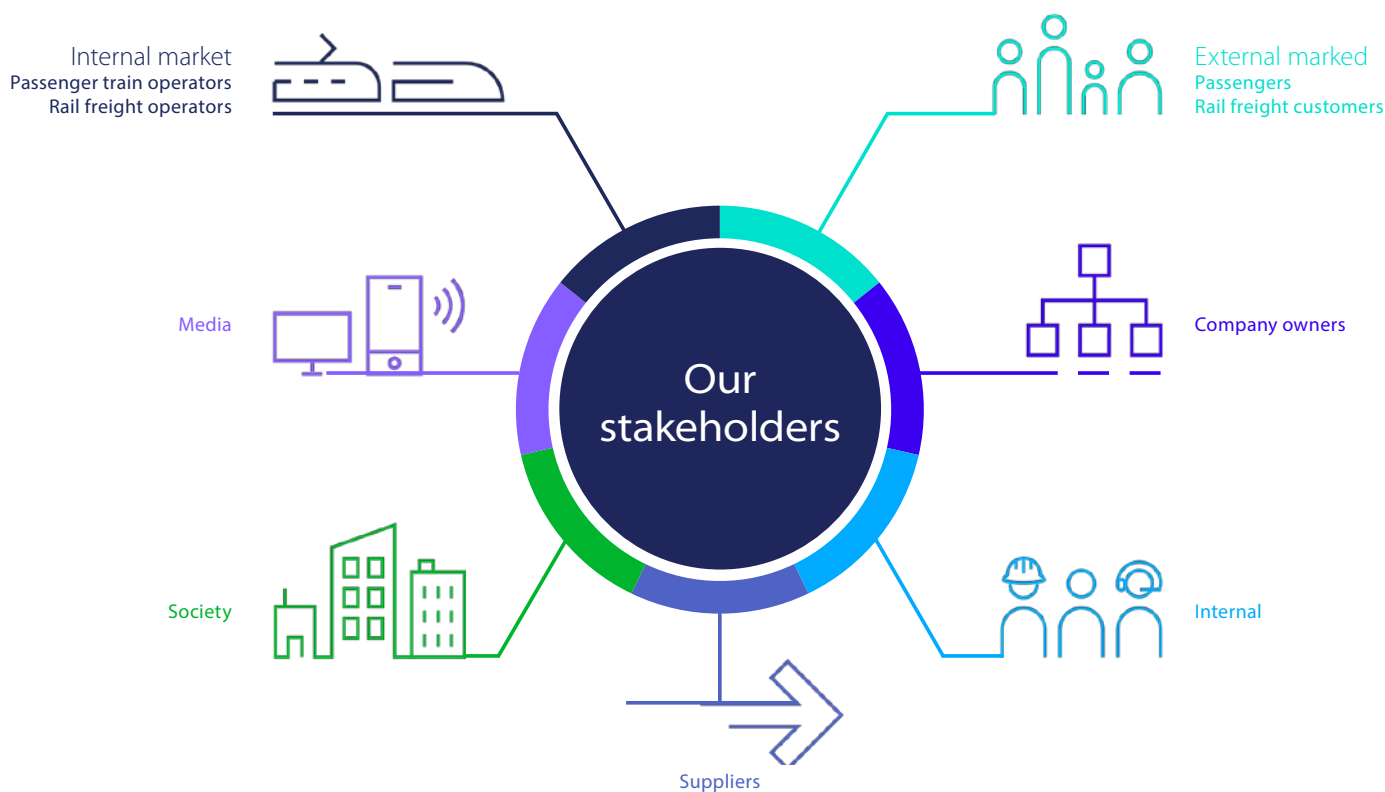 Internal market
Passenger train operators
Rail freight operators
External marked
Passengers
Rail freight customers
Media
Our
stakeholders
Company owners
Society
Internal
Suppliers